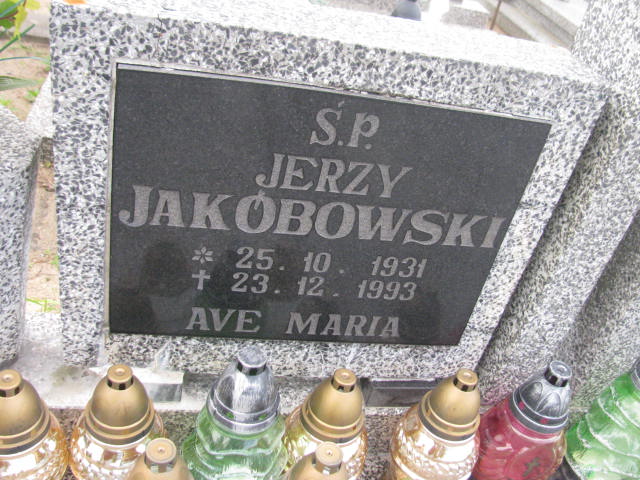 Ś.P.
JERZY
JAKÓBOWSKI
* 25.10.1931
† 23.12.1993
AVE MARIA